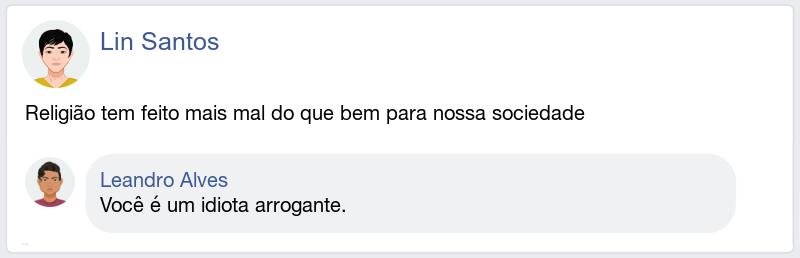 Lin Santos
Religião tem feito mais mal do que bem para nossa sociedade
Leandro Alves
Você é um idiota arrogante.